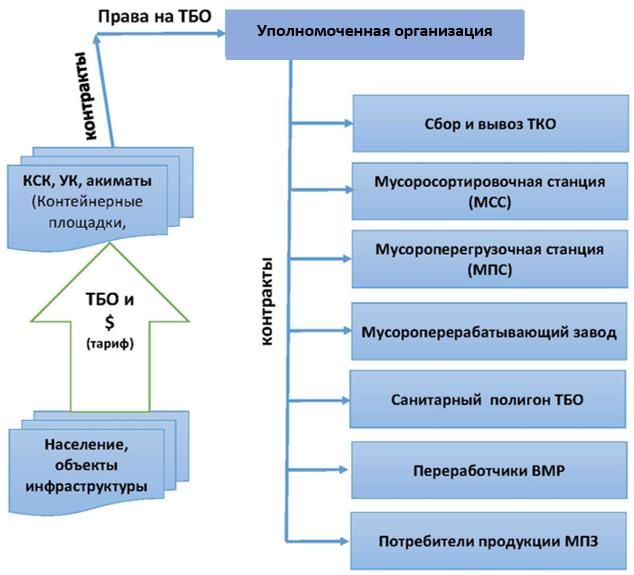 Права на ТБО
Уполномоченная организация
контракты
КСК, УК, акиматы
(Контейнерные
площадки,
ТБО и
$
(тариф)
Население,
объекты
инфраструктуры
контракты
Сбор и вывоз ТКО
Мусоросортировочная станция
(МСС)
Мусороперегрузочная станция
(МПС)
Мусороперерабатывающий завод
Санитарный полигон ТБО
Переработчики ВМР
Потребители продукции МПЗ